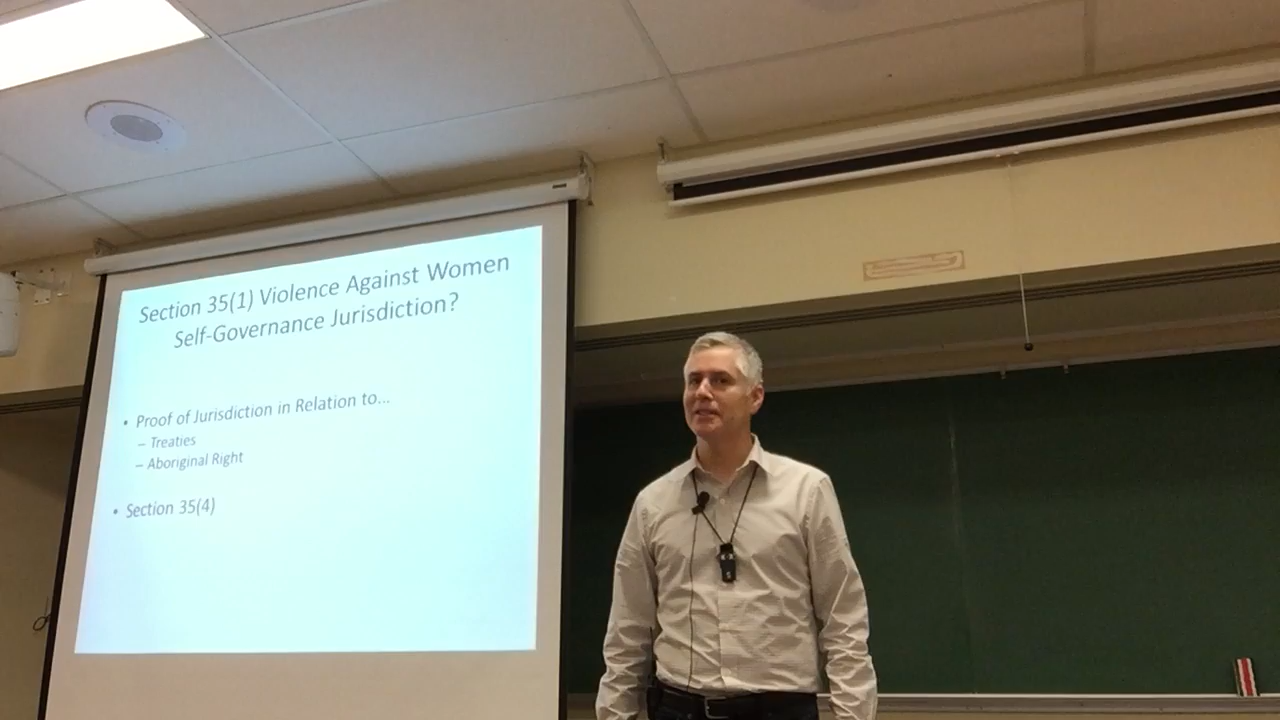 Section 35(1) Violence Against Women
Self-Governance Jurisdiction?
• Proof of Jurisdiction in Relation to...
– Treaties
– Aboriginal Right
• Section 35(4)